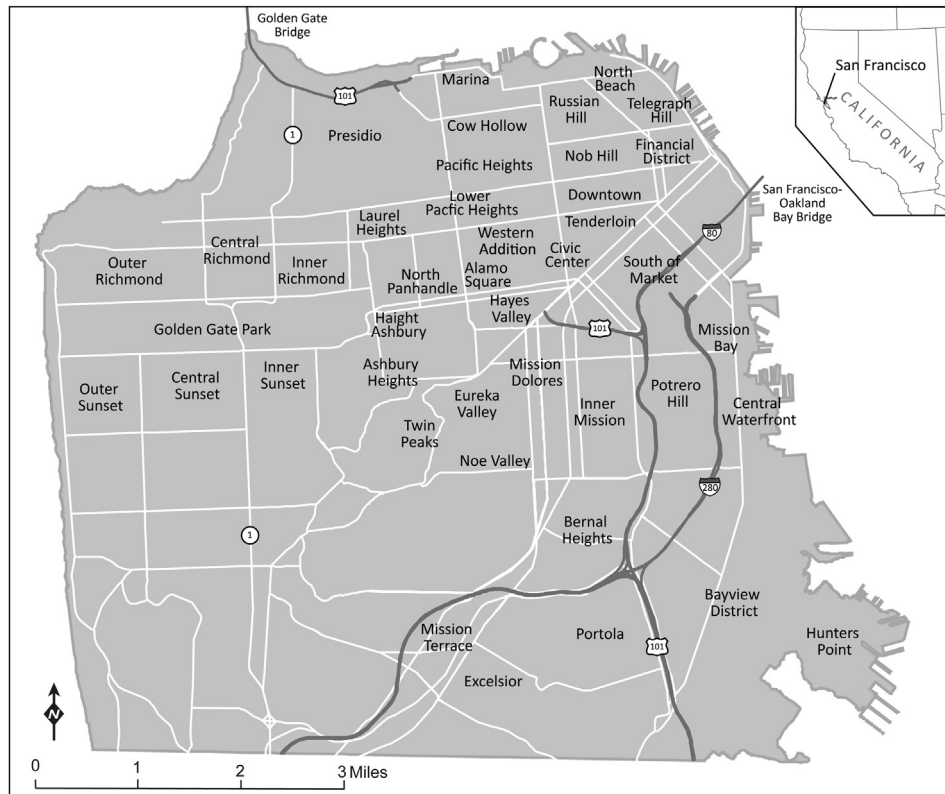 Golden Gate
Bridge
101
1
Presidio
Marina
Cow Hollow
Pacific Heights
Lower
Pacfic Heights
Laurel
Heights
Russian
Hill
North
Beach
Telegraph
Hill
Nob Hill
Financial
District
Downtown
Tenderloin
San Francisco-
Oakland
Bay Bridge
80
San Francisco
CALIFORNIA
Outer
Richmond
Central
Richmond
Inner
Richmond
North
Panhandle
Western
Addition
Alamo
Square
Civic
Center
South of
Market
Hayes
Valley
101
Golden Gate Park
Haight
Ashbury
Mission
Bay
Outer
Sunset
Central
Sunset
Inner
Sunset
Ashbury
Heights
Mission
Dolores
Eureka
Valley
Twin
Peaks
Inner
Mission
Potrero
Hill
Central
Waterfront
Noe Valley
280
1
Bernal
Heights
Bayview
District
Hunters
Point
Mission
Terrace
Portola
101
Excelsior
N
0 1 2 3 Miles